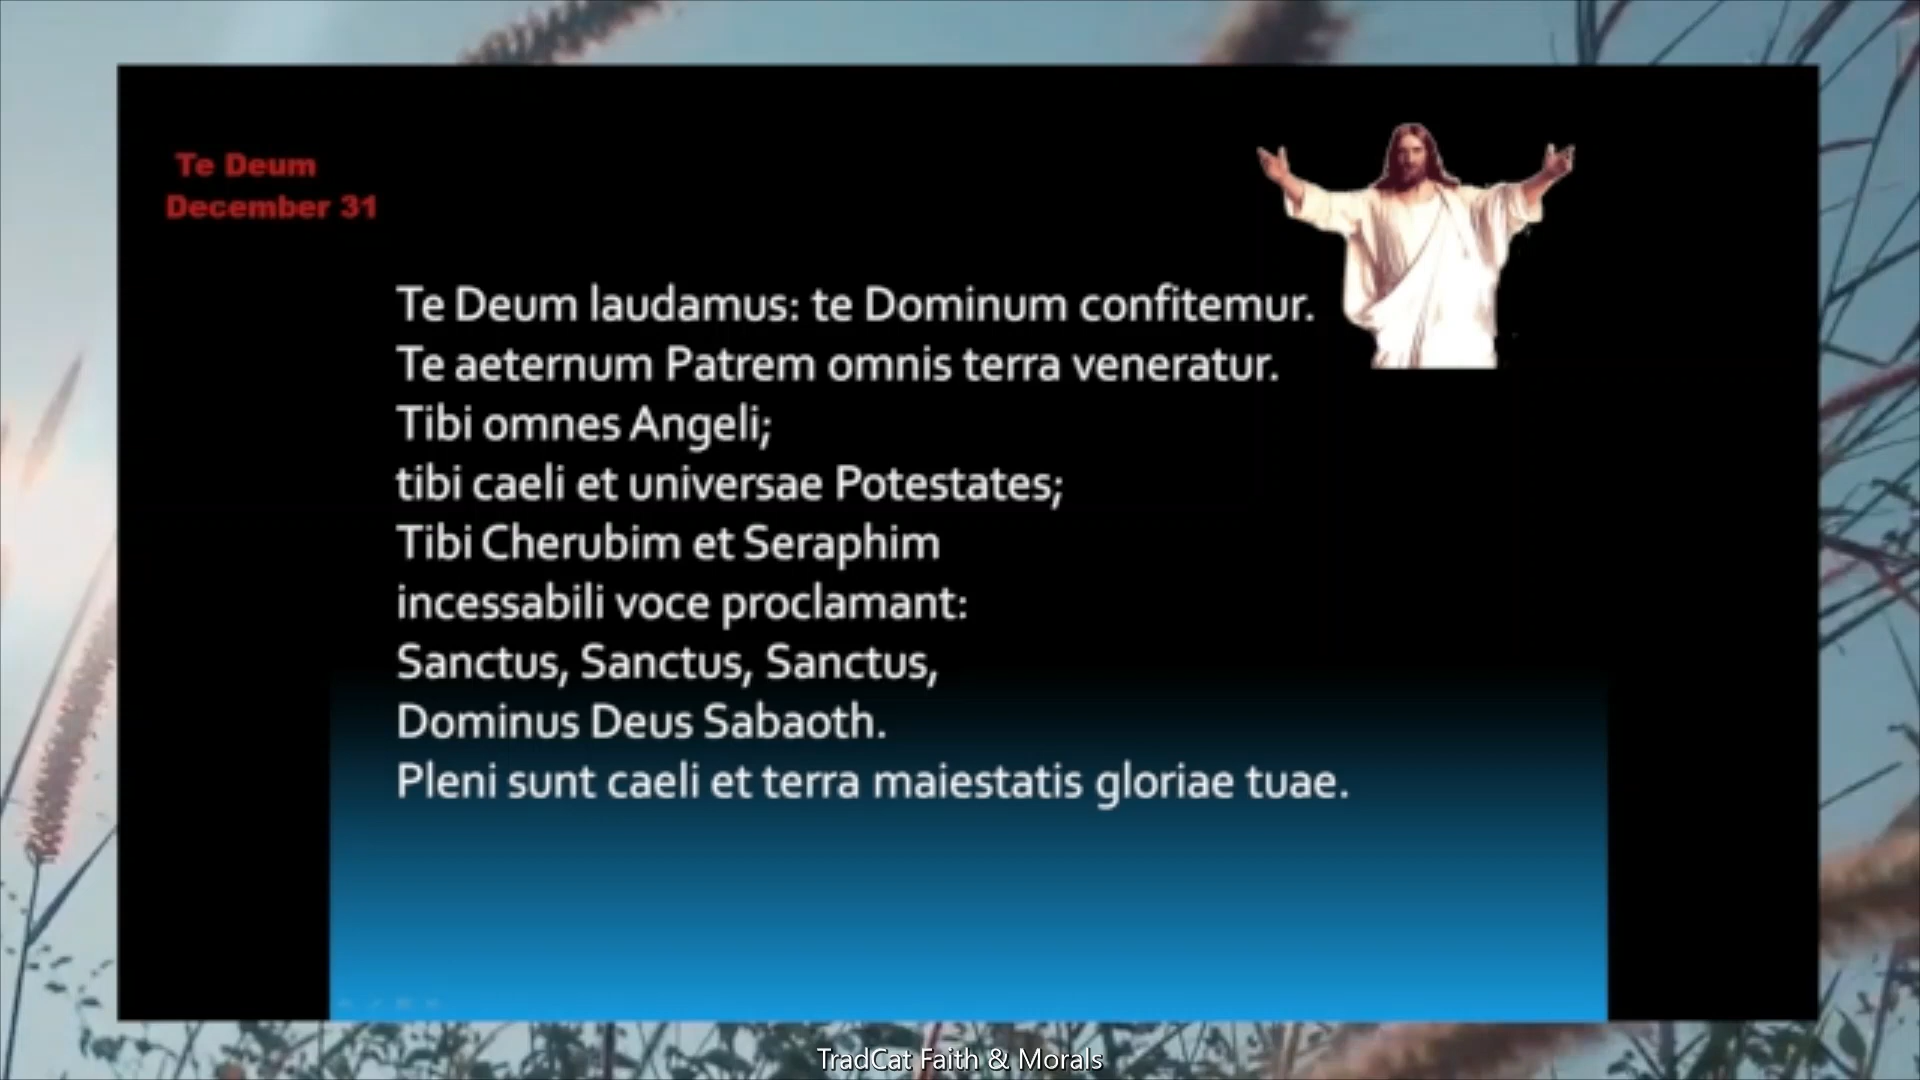 Te Deum
December 31
Te Deum laudamus: te Dominum confitemur.
Te aeternum Patrem omnis terra veneratur.
Tibi omnes Angeli;
tibi caeli et universae Potestates;
Tibi Cherubim et Seraphim
incessabili voce proclamant:
Sanctus, Sanctus, Sanctus,
Dominus Deus Sabaoth.
Pleni sunt caeli et terra maiestatis gloriae tuae.
TradCat Faith & Morals